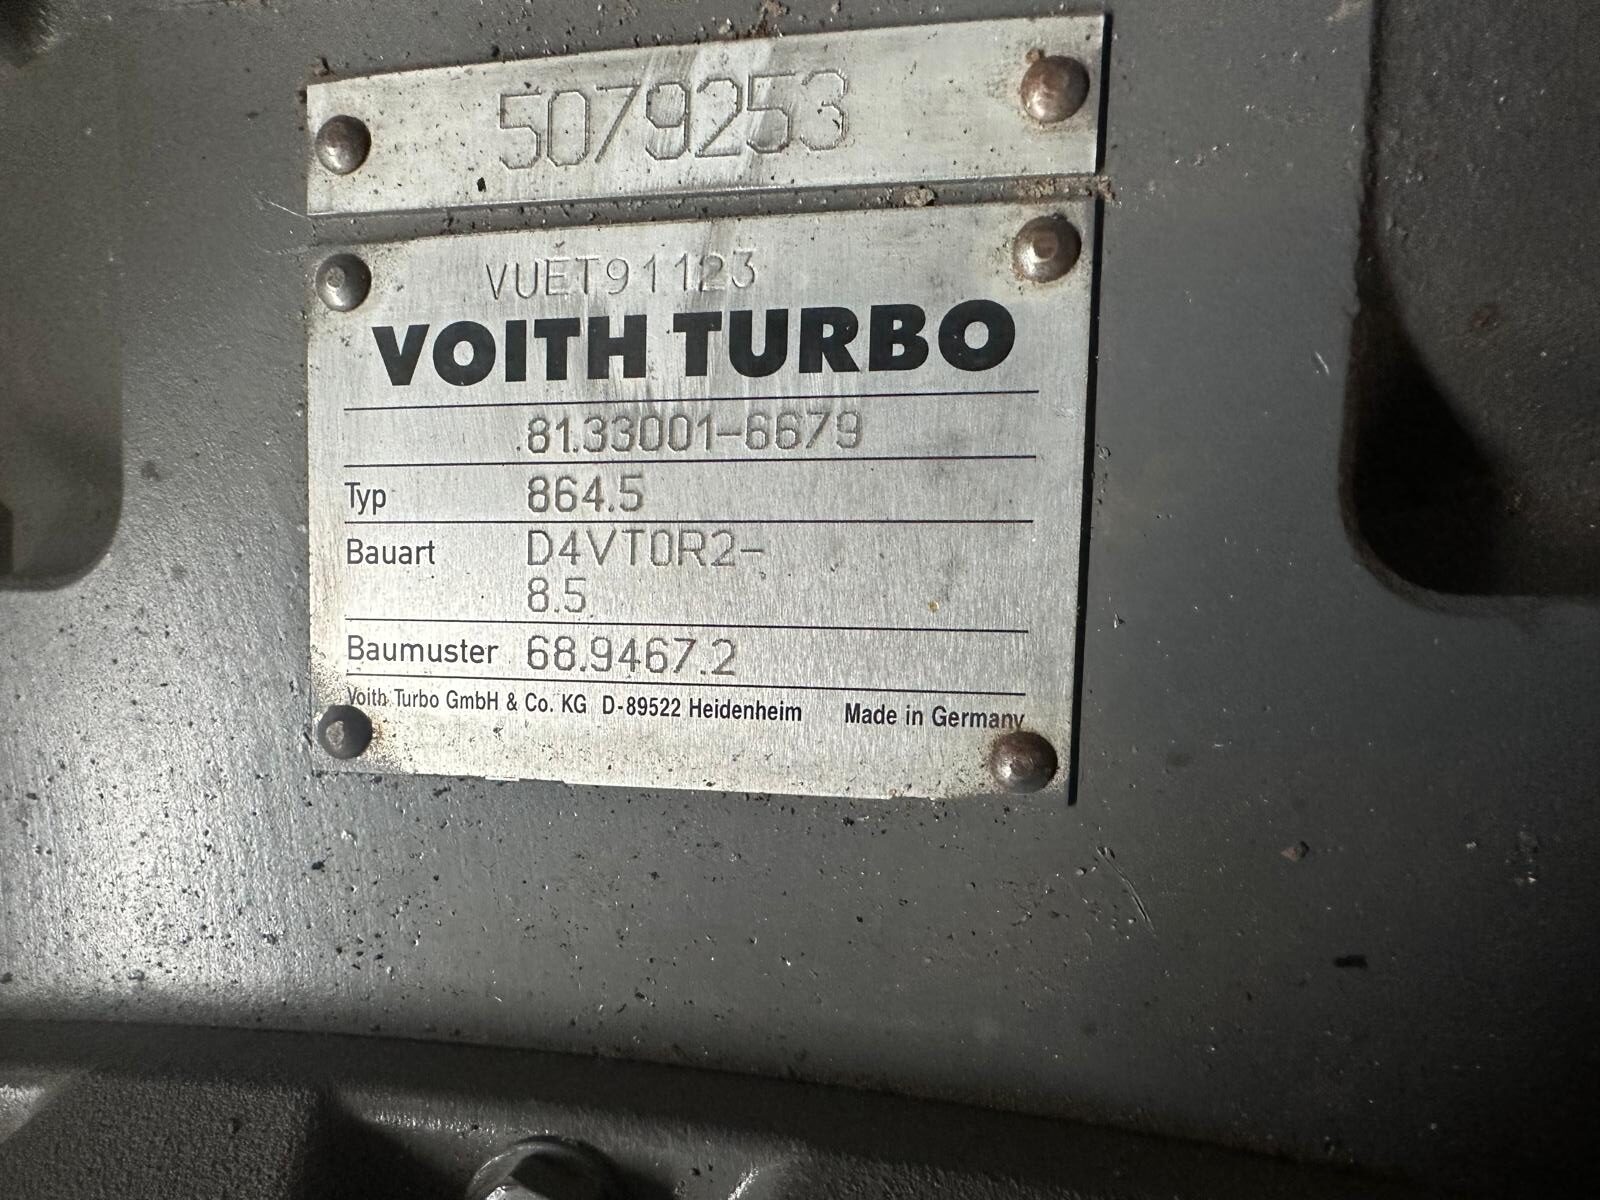 5079253
VUET91123
VOITH TURBO
.81.33001-6679
Typ 864.5
Bauart D4VTOR2-
8.5
Baumuster 68.9467.2
Voith Turbo GmbH & Co. KG D-89522 Heidenheim Made in Germany